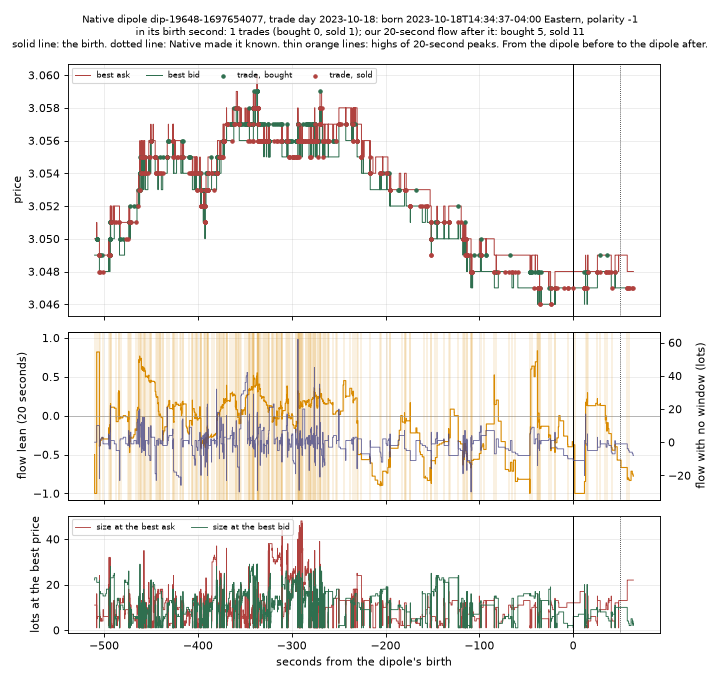 Native dipole dip-19648-1697654077, trade day 2023-10-18: born 2023-10-18T14:34:37-04:00 Eastern, polarity -1
in its birth second: 1 trades (bought 0, sold 1); our 20-second flow after it: bought 5, sold 11
solid line: the birth. dotted line: Native made it known. thin orange lines: highs of 20-second peaks. From the dipole before to the dipole after.
best ask
best bid
trade, bought
trade, sold
3.060
3.058
3.056
3.054
3.052
3.050
3.048
3.046
price
1.0
0.5
0.0
−0.5
−1.0
flow lean (20 seconds)
60
40
20
0
−20
flow with no window (lots)
size at the best ask
size at the best bid
40
20
0
lots at the best price
−500
−400
−300
−200
−100
0
seconds from the dipole's birth